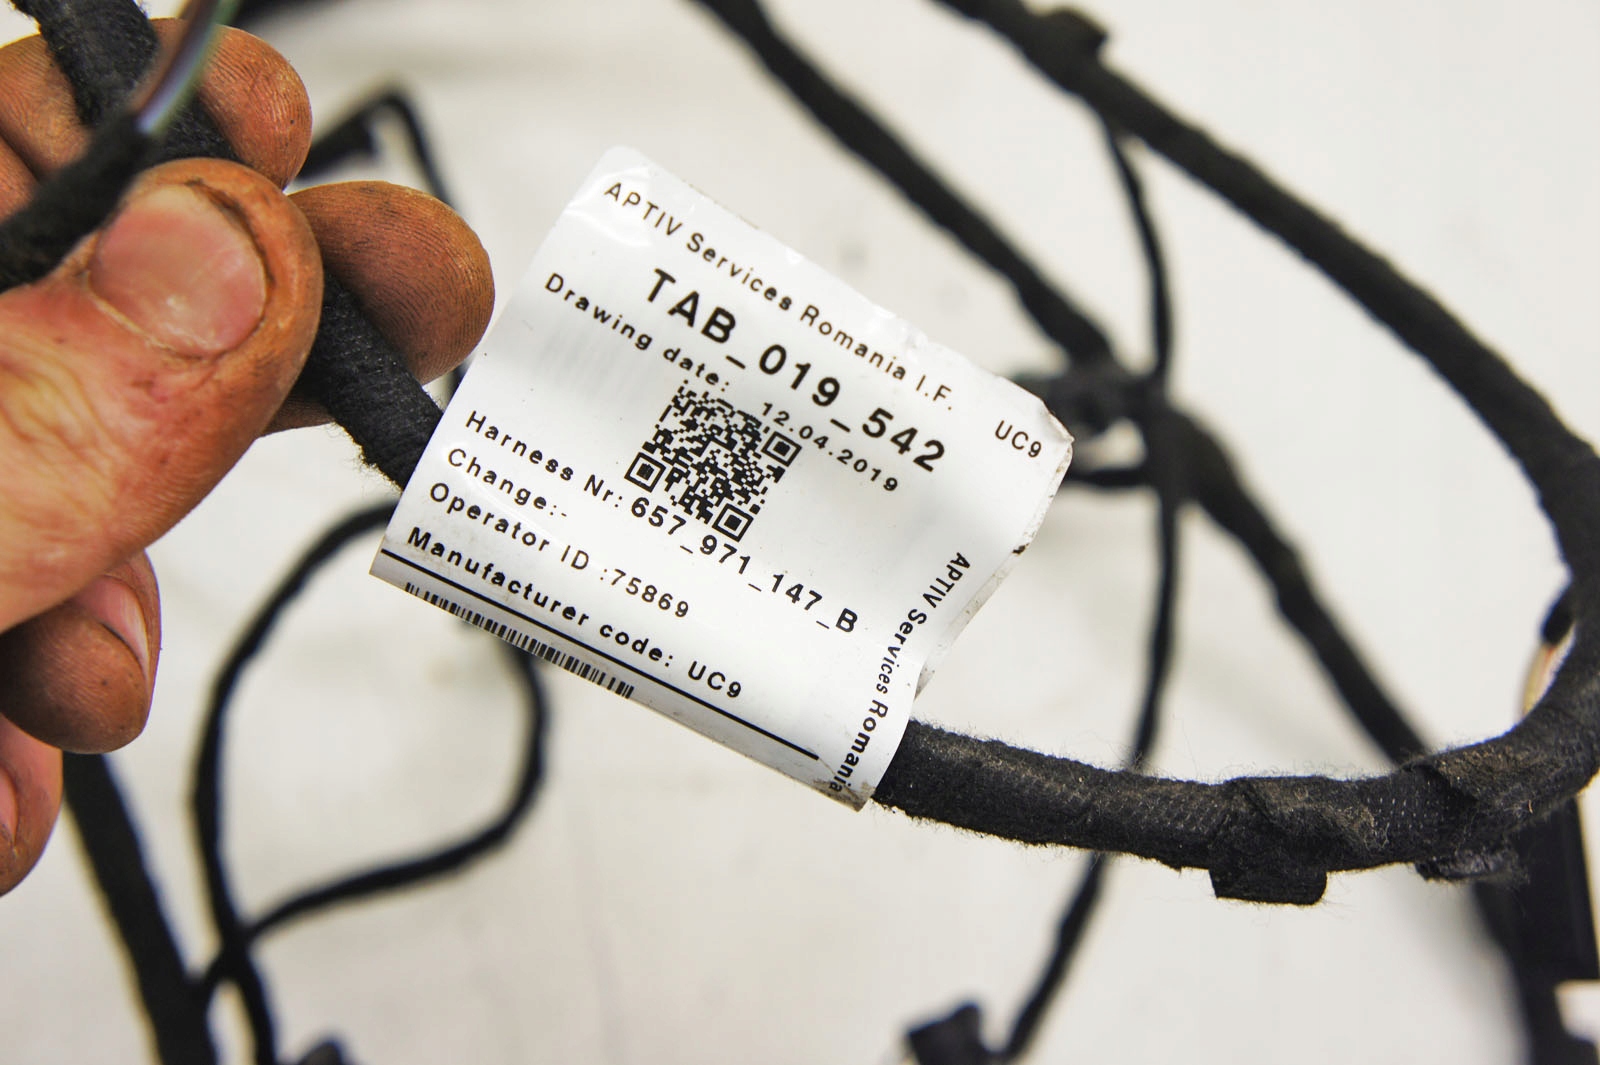 APTIV Services Romania I.F.
UC9
TAB_019_542
Drawing date: 12.04.2019
Harness Nr: 657_971_147_B
Change:-
Operator ID :75869
Manufacturer code: UC9
APTIV Services Romania